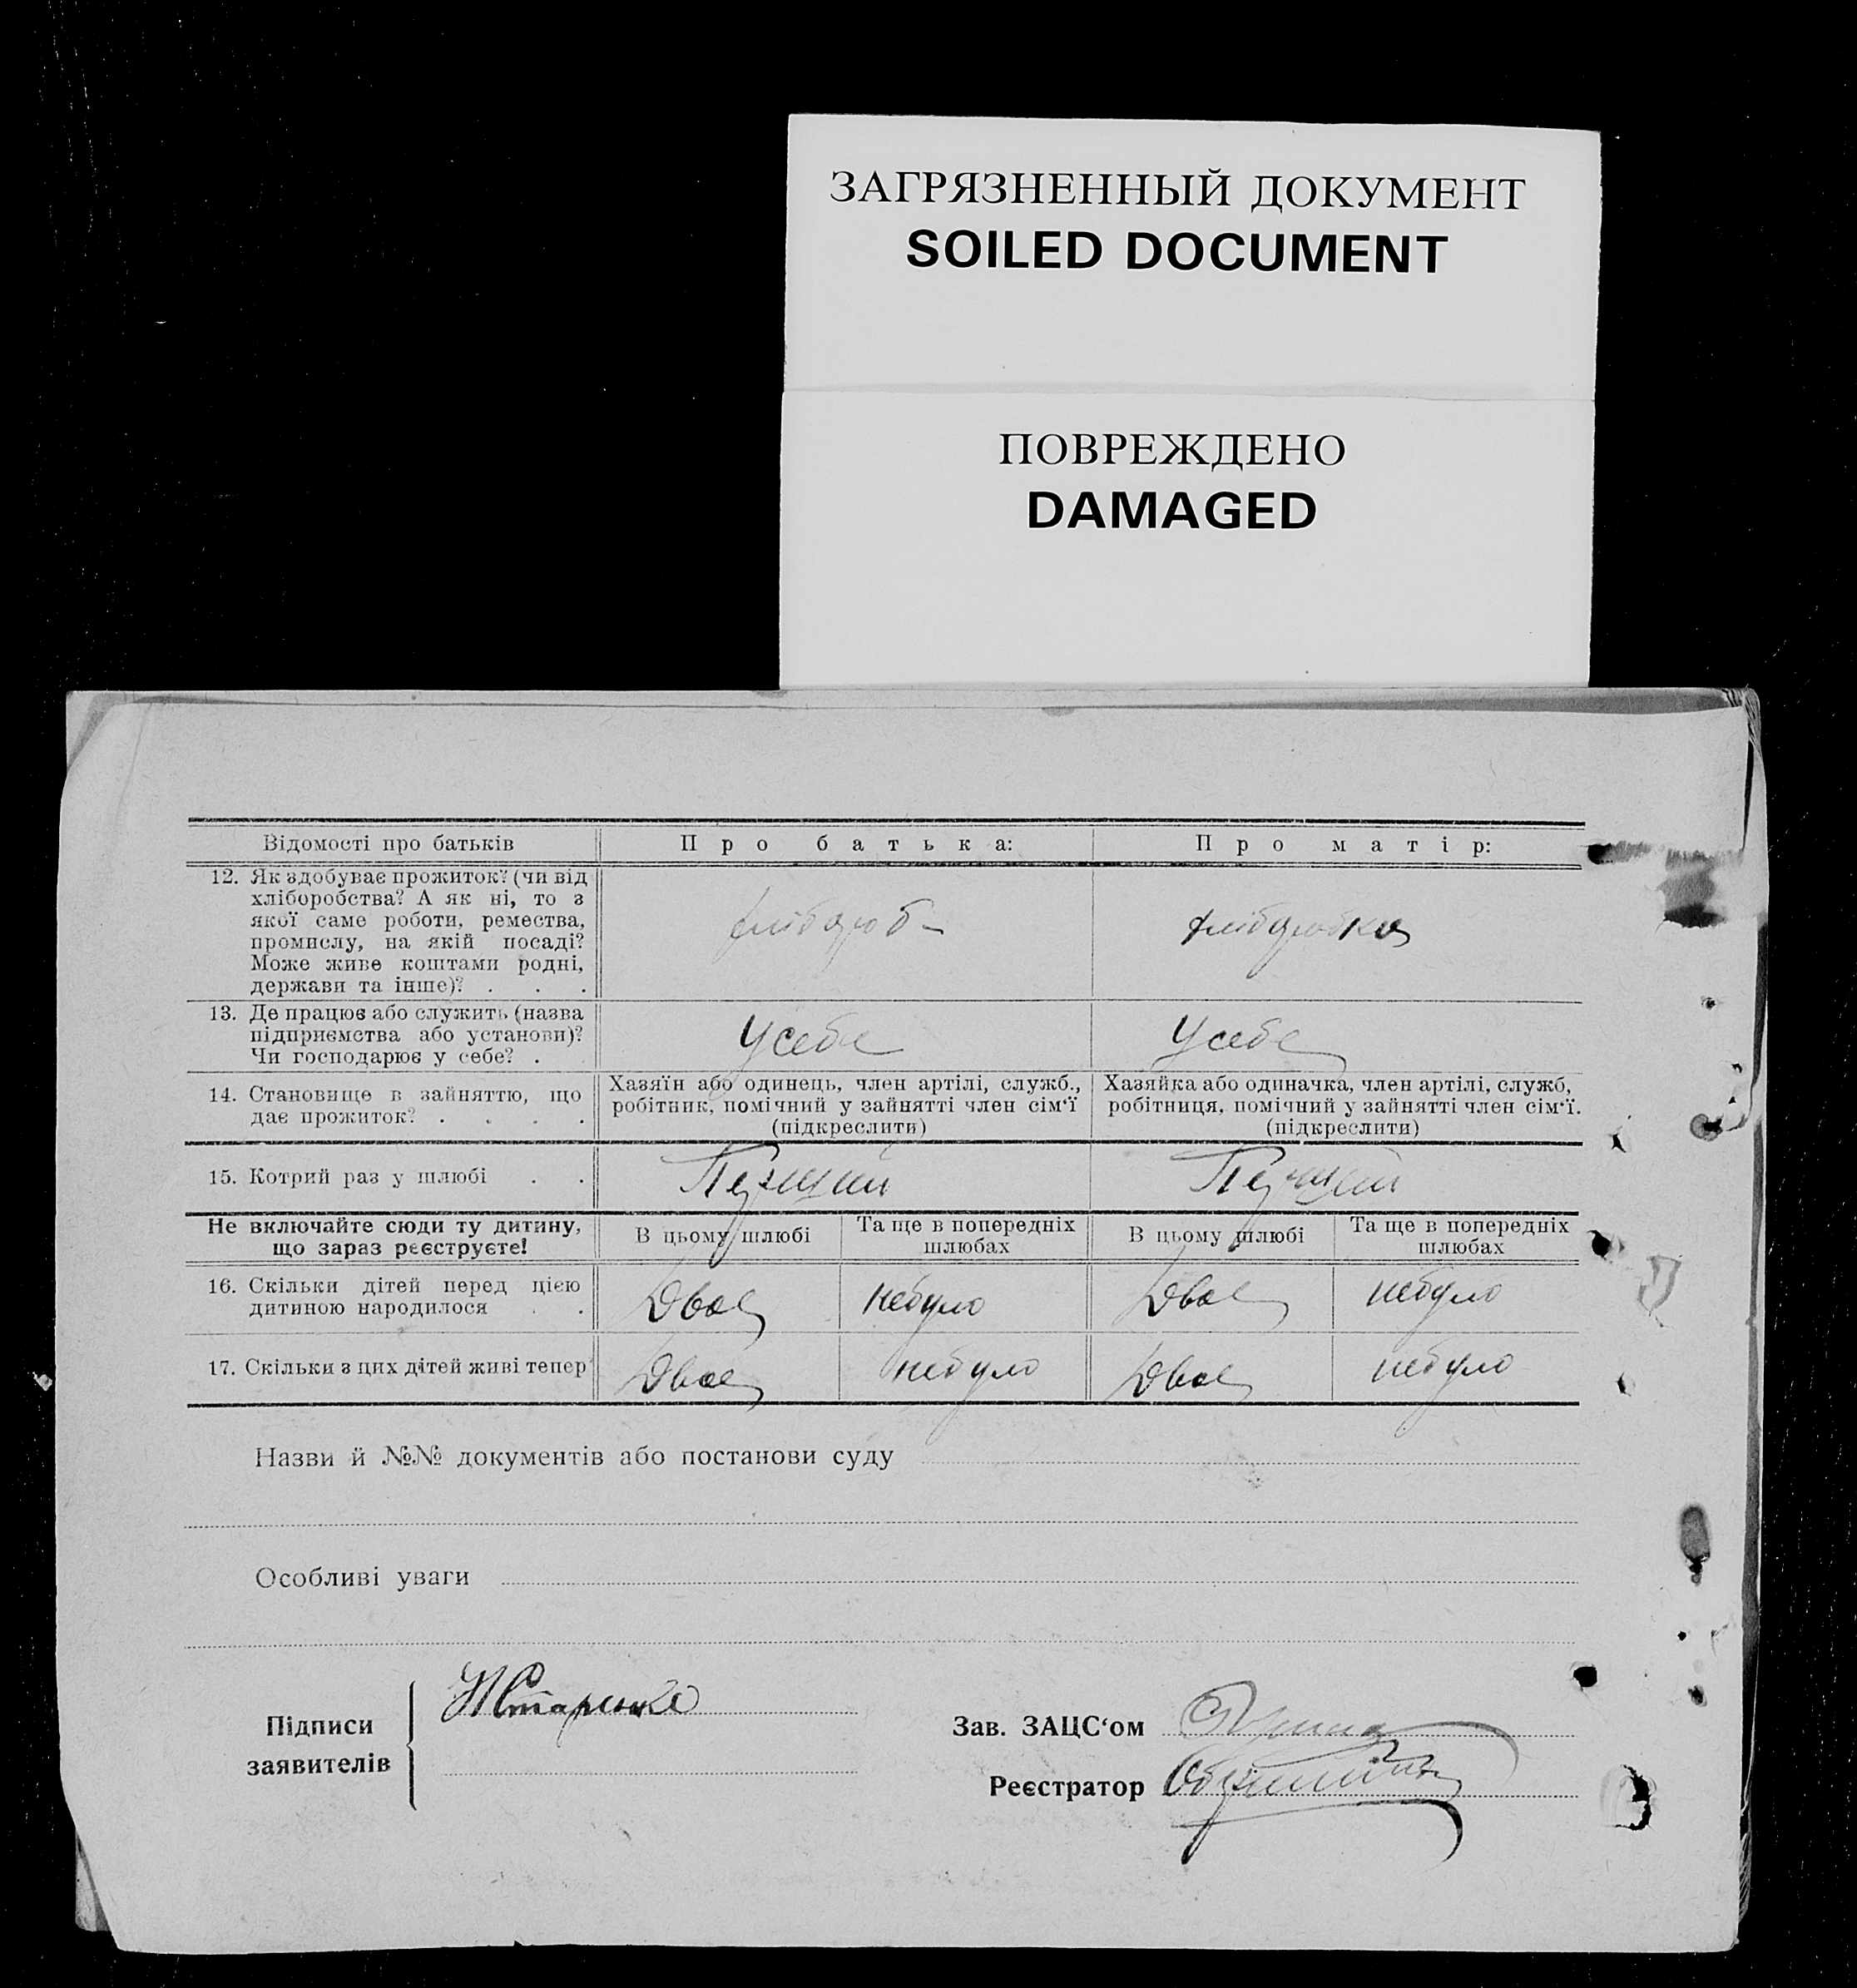 ЗАГРЯЗНЕННЫЙ ДОКУМЕНТ
SOILED DOCUMENT
ПОВРЕЖДЕНО
DAMAGED
Відомості про батьків Про батька: Про матір:
12. Як здобуває прожиток? (чи від
хліборобства? А як ні, то з
якої саме роботи, ремества,
промислу, на якій посаді?
Може живе коштами родні,
держави та інше)? . . .
хлібороб хліборобка
13. Де працює або служить (назва
підприємства або установи)?
Чи господарює у себе? .
У себе У себе
14. Становище в зайняттю, що
дає прожиток? . . . .
Хазяїн або одинець, член артілі, служб.,
робітник, помічний у зайнятті член сім‘ї
(підкреслити)
Хазяйка або одиначка, член артілі, служб,
робітниця, помічний у зайнятті член сім‘ї.
(підкреслити)
15. Котрий раз у шлюбі . . Перший Перший
Не включайте сюди ту дитину,
що зараз реєструєте!
В цьому шлюбі
Та ще в попередніх
шлюбах
В цьому шлюбі
Та ще в попередніх
шлюбах
16. Скільки дітей перед цією
дитиною народилося . .
Двое небуло Двое небуло
17. Скільки з цих дітей живі тепер Двое небуло Двое небуло
Назви й №№ документів або постанови суду
Особливі уваги
Підписи
заявителів
Зав. ЗАЦС‘ом
Реєстратор